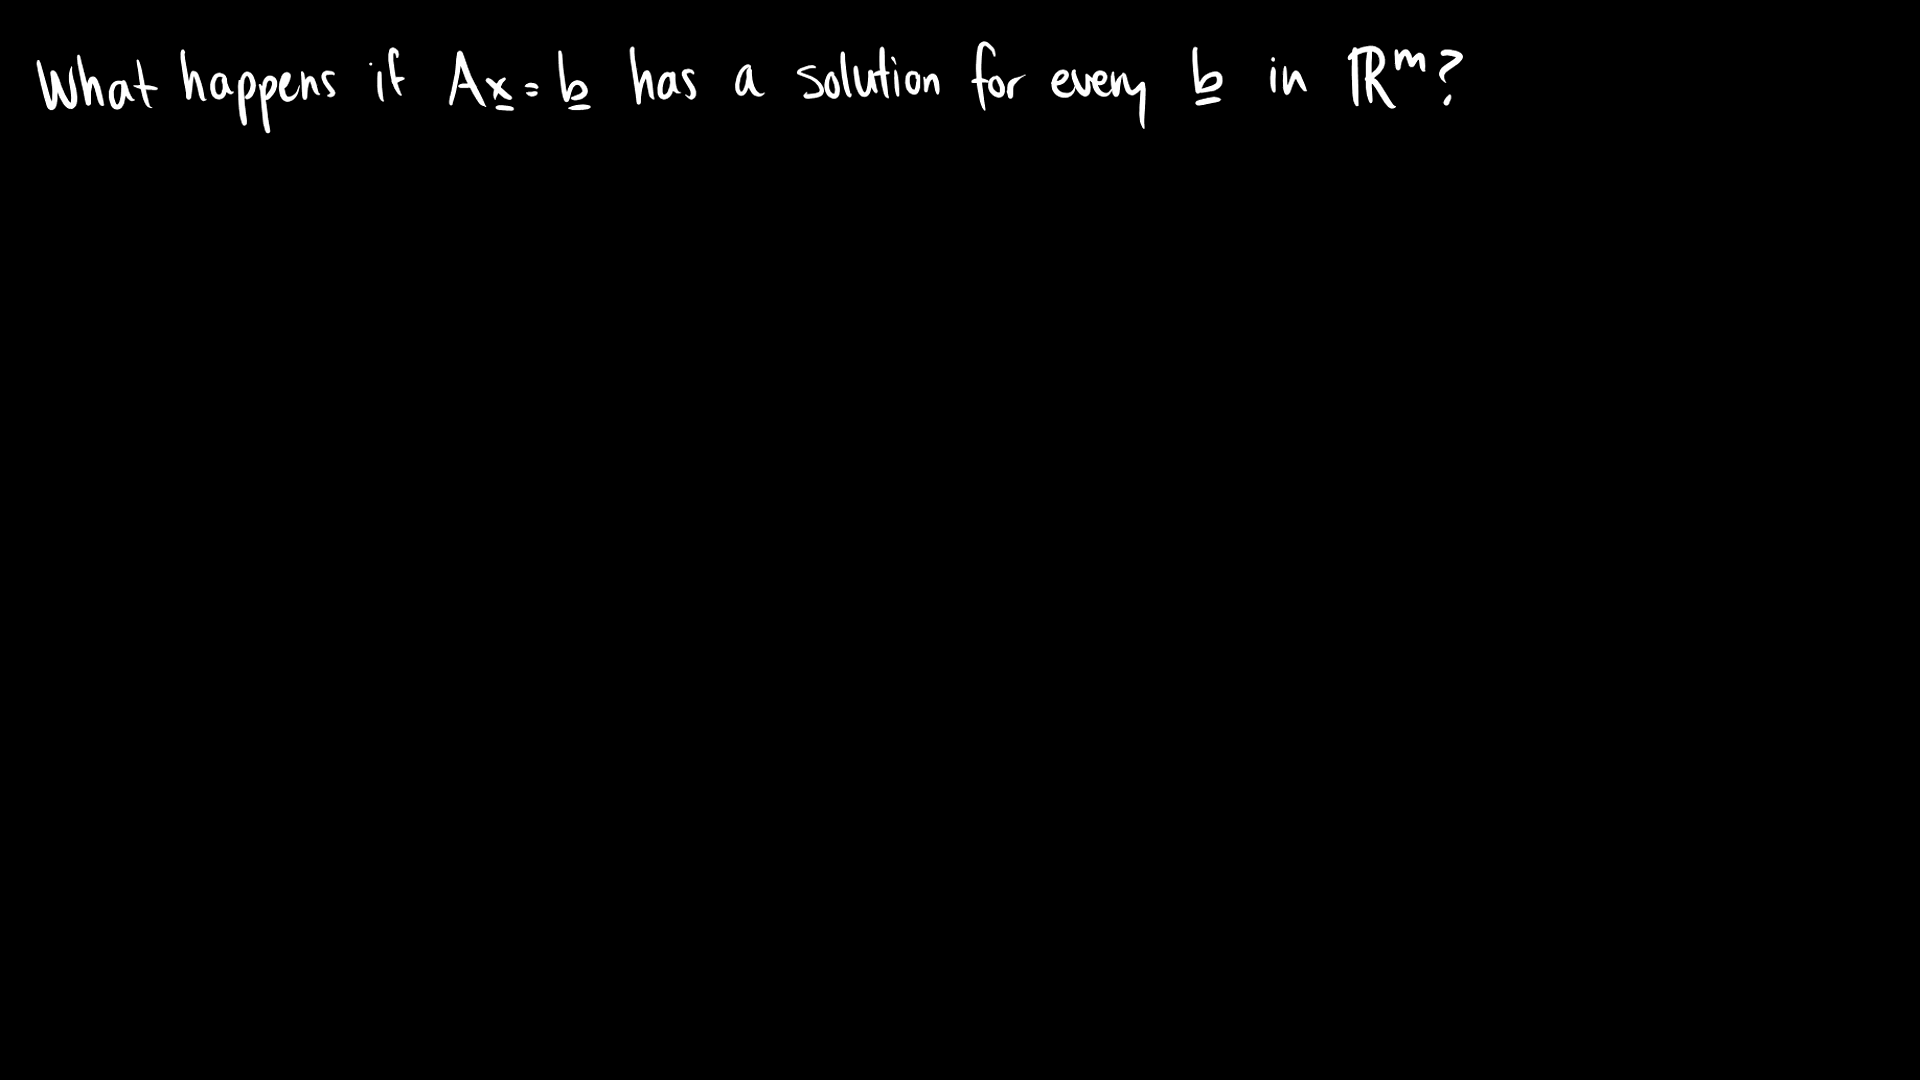 What happens if Ax = b has a solution for every b in ℝᵐ?